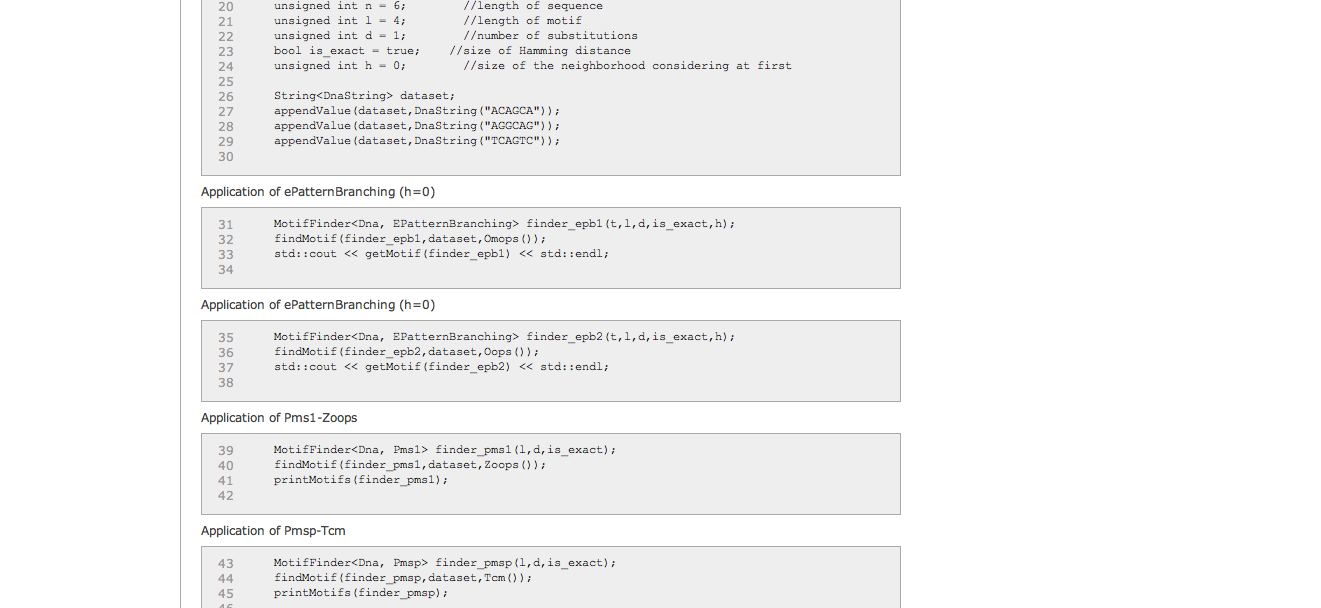 20 unsigned int n = 6; //length of sequence
21 unsigned int l = 4; //length of motif
22 unsigned int d = 1; //number of substitutions
23 bool is_exact = true; //size of Hamming distance
24 unsigned int h = 0; //size of the neighborhood considering at first
25
26 String<DnaString> dataset;
27 appendValue(dataset,DnaString("ACAGCA"));
28 appendValue(dataset,DnaString("AGGCAG"));
29 appendValue(dataset,DnaString("TCAGTC"));
30
Application of ePatternBranching (h=0)
31 MotifFinder<Dna, EPatternBranching> finder_epb1(t,l,d,is_exact,h);
32 findMotif(finder_epb1,dataset,Omops());
33 std::cout << getMotif(finder_epb1) << std::endl;
34
Application of ePatternBranching (h=0)
35 MotifFinder<Dna, EPatternBranching> finder_epb2(t,l,d,is_exact,h);
36 findMotif(finder_epb2,dataset,Oops());
37 std::cout << getMotif(finder_epb2) << std::endl;
38
Application of Pms1-Zoops
39 MotifFinder<Dna, Pms1> finder_pms1(l,d,is_exact);
40 findMotif(finder_pms1,dataset,Zoops());
41 printMotifs(finder_pms1);
42
Application of Pmsp-Tcm
43 MotifFinder<Dna, Pmsp> finder_pmsp(l,d,is_exact);
44 findMotif(finder_pmsp,dataset,Tcm());
45 printMotifs(finder_pmsp);
46